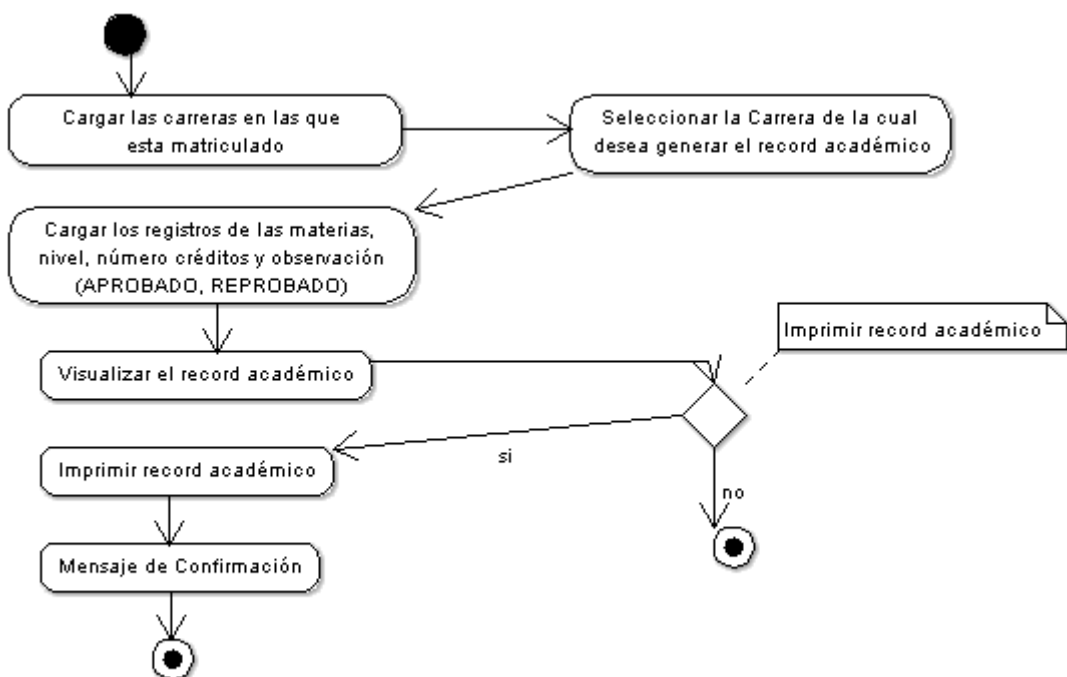 Cargar las carreras en las que
esta matriculado
Seleccionar la Carrera de la cual
desea generar el record académico
Cargar los registros de las materias,
nivel, número créditos y observación
(APROBADO, REPROBADO)
Imprimir record académico
Visualizar el record académico
si
Imprimir record académico
no
Mensaje de Confirmación